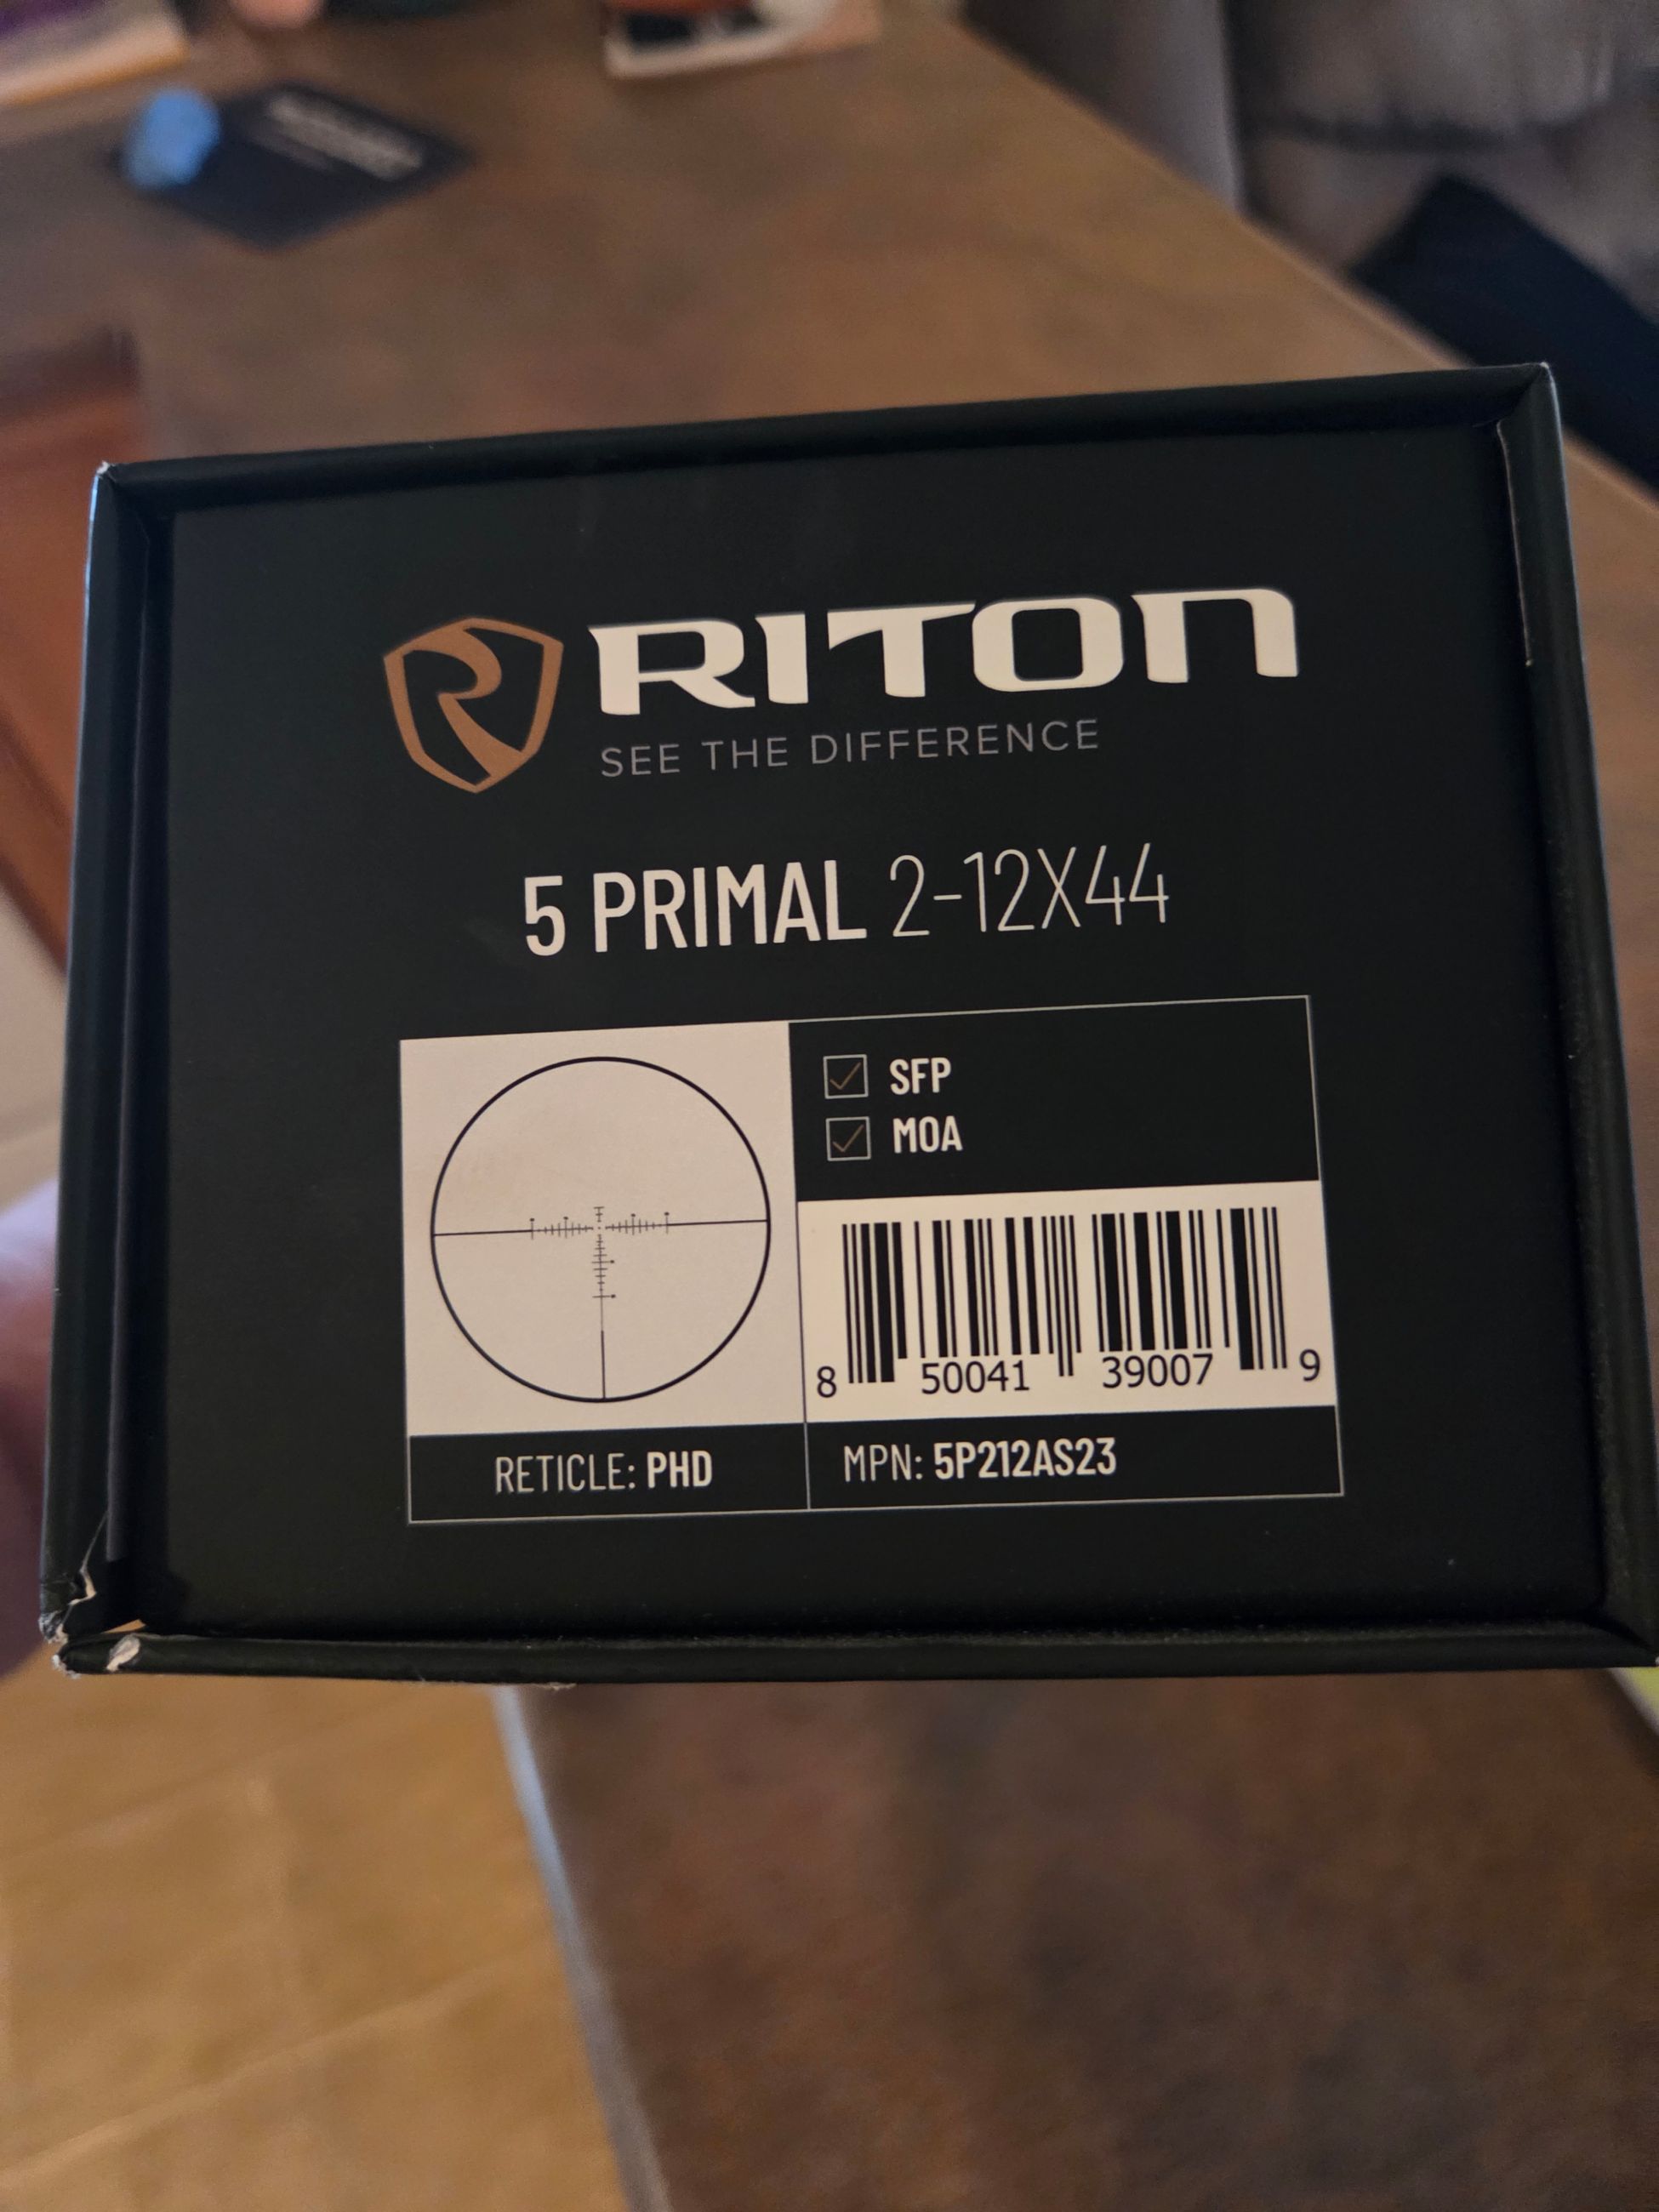 RITON
SEE THE DIFFERENCE
5 PRIMAL 2-12X44
SFP
MOA
8 50041 39007 9
RETICLE: PHD
MPN: 5P212AS23